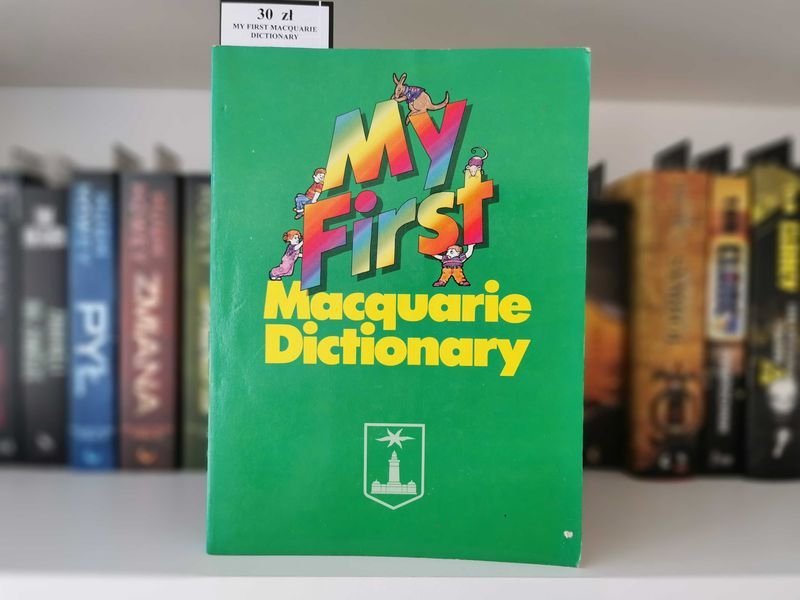 30 zł
MY FIRST MACQUARIE
DICTIONARY
My
First
Macquarie
Dictionary
PYŁ
ZMIANA